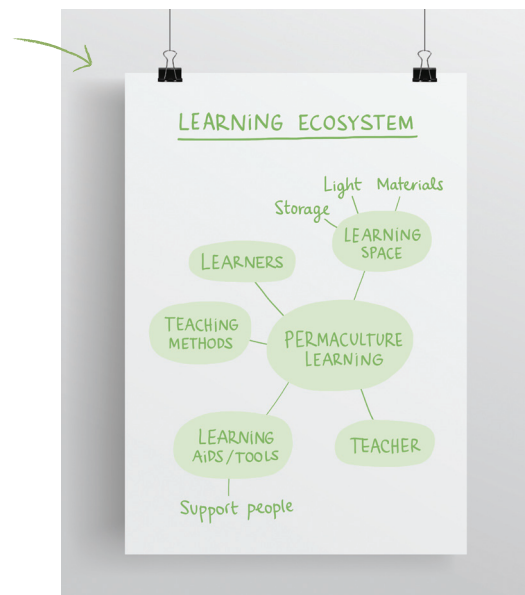 LEARNING ECOSYSTEM
Light Materials
Storage
LEARNING
SPACE
LEARNERS
TEACHING
METHODS
PERMACULTURE
LEARNING
LEARNING
AIDS/TOOLS
TEACHER
Support people